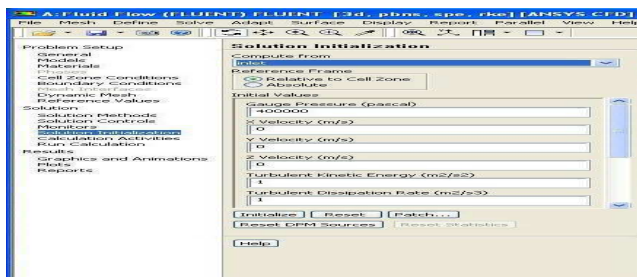 A:Fluid Flow (FLUENT) FLUENT [3d, pbns, spe, rke] [ANSYS CFD]
File Mesh Define Solve Adapt Surface Display Report Parallel View Help
Problem Setup
General
Models
Materials
Phases
Cell Zone Conditions
Boundary Conditions
Mesh Interfaces
Dynamic Mesh
Reference Values
Solution
Solution Methods
Solution Controls
Monitors
Solution Initialization
Calculation Activities
Run Calculation
Results
Graphics and Animations
Plots
Reports
Solution Initialization
Compute from
inlet
Reference Frame
Relative to Cell Zone
Absolute
Initial Values
Gauge Pressure (pascal)
400000
X Velocity (m/s)
0
Y Velocity (m/s)
0
Z Velocity (m/s)
0
Turbulent Kinetic Energy (m2/s2)
1
Turbulent Dissipation Rate (m2/s3)
1
Initialize Reset Patch...
Reset DPM Sources Reset Statistics
Help